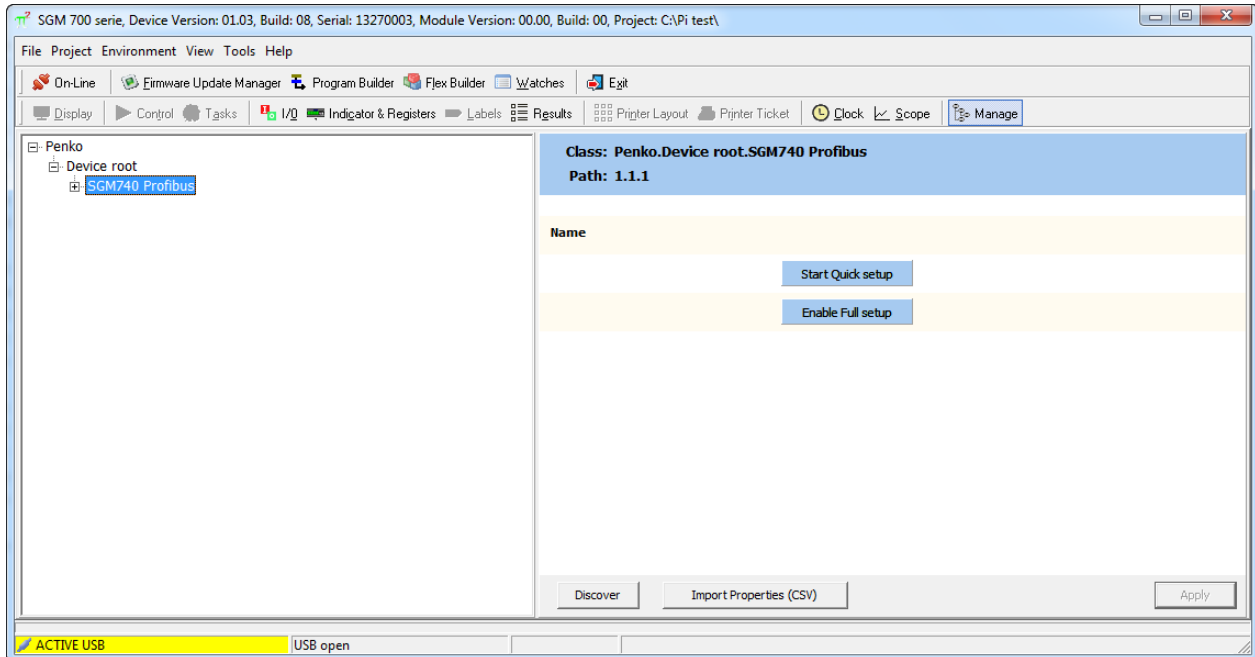 SGM 700 serie, Device Version: 01.03, Build: 08, Serial: 13270003, Module Version: 00.00, Build: 00, Project: C:\Pi test\
File Project Environment View Tools Help
On-Line Firmware Update Manager Program Builder Flex Builder Watches Exit
Display Control Tasks I/O Indicator & Registers Labels Results Printer Layout Printer Ticket Clock Scope Manage
Penko
Device root
SGM740 Profibus
Class: Penko.Device root.SGM740 Profibus
Path: 1.1.1
Name
Start Quick setup
Enable Full setup
Discover Import Properties (CSV) Apply
ACTIVE USB USB open